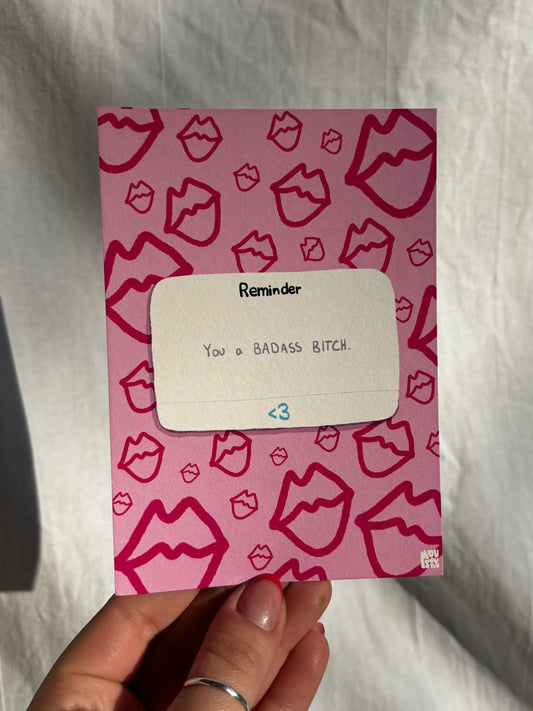 Reminder
You a BADASS BITCH.
<3